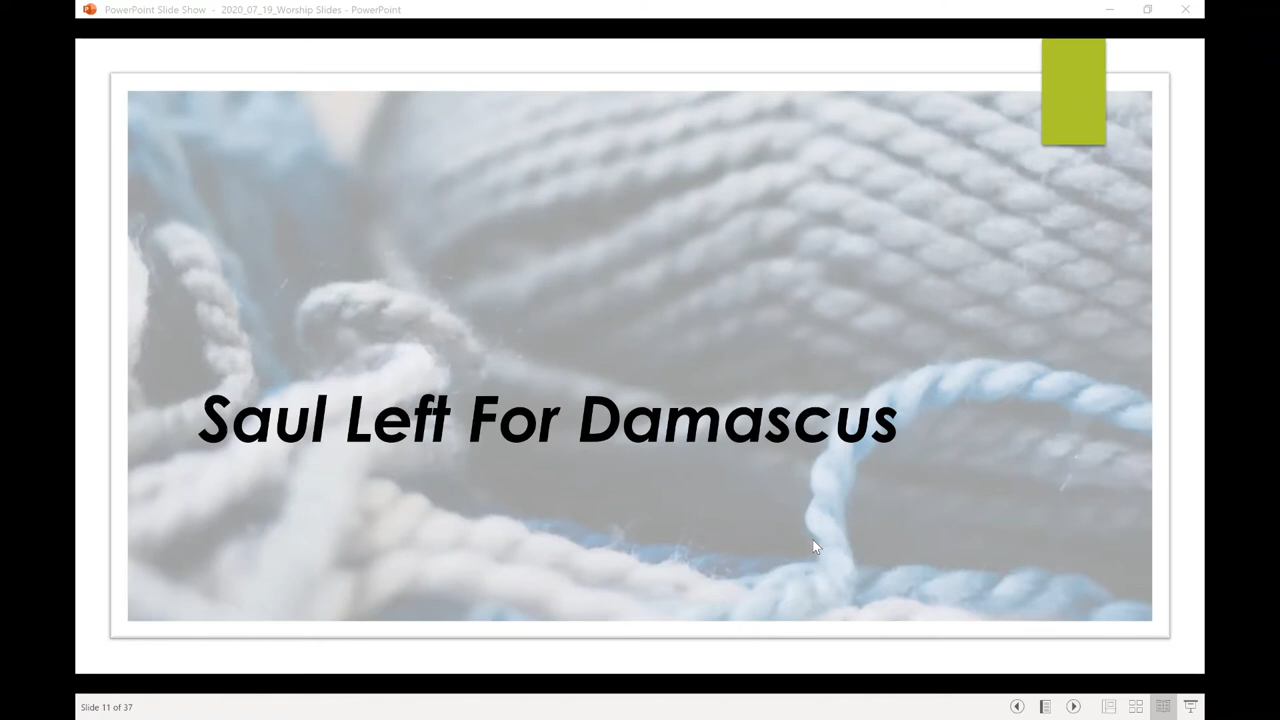 PowerPoint Slide Show - 2020_07_19_Worship Slides - PowerPoint
Saul Left For Damascus
Slide 11 of 37